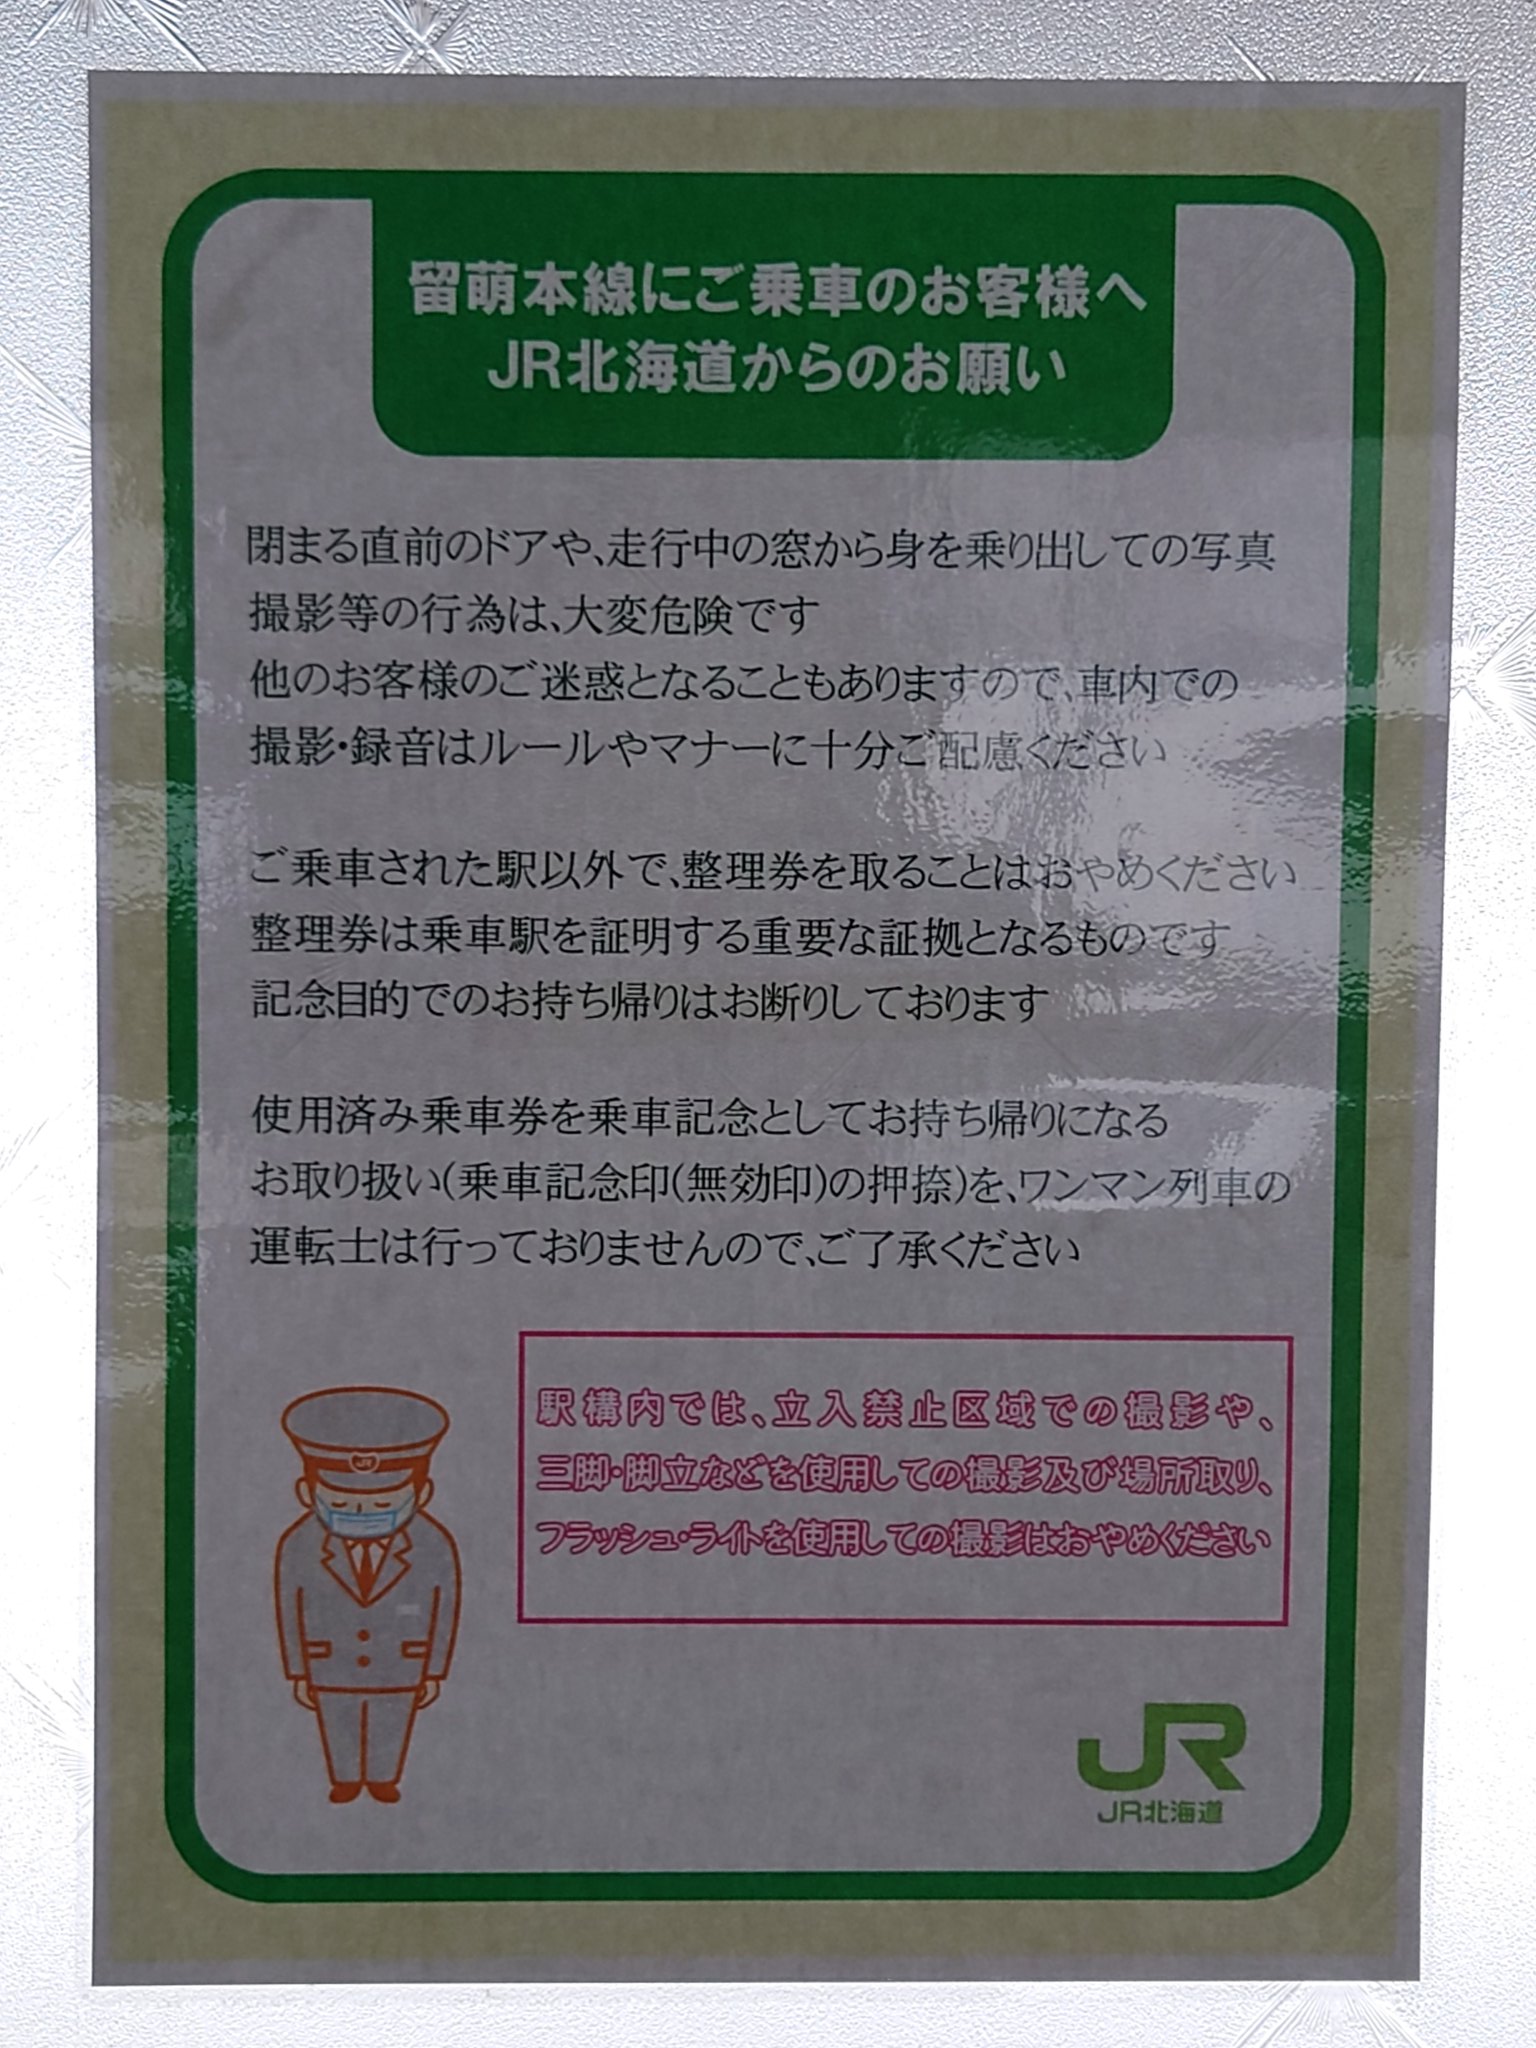 留萌本線にご乗車のお客様へ
JR北海道からのお願い
閉まる直前のドアや、走行中の窓から身を乗り出しての写真
撮影等の行為は、大変危険です
他のお客様のご迷惑となることもありますので、車内での
撮影・録音はルールやマナーに十分ご配慮ください
ご乗車された駅以外で、整理券を取ることはおやめください
整理券は乗車駅を証明する重要な証拠となるものです
記念目的でのお持ち帰りはお断りしております
使用済み乗車券を乗車記念としてお持ち帰りになる
お取り扱い(乗車記念印(無効印)の押捺)を、ワンマン列車の
運転士は行っておりませんので、ご了承ください
駅構内では、立入禁止区域での撮影や、
三脚・脚立などを使用しての撮影及び場所取り、
フラッシュ・ライトを使用しての撮影はおやめください
JR
JR
JR北海道